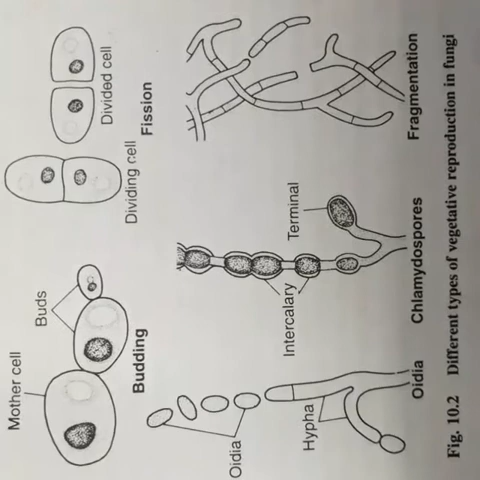 Mother cell
Buds
Budding
Dividing cell
Divided cell
Fission
Oidia
Hypha
Oidia
Intercalary
Terminal
Chlamydospores
Fragmentation
Fig. 10.2 Different types of vegetative reproduction in fungi